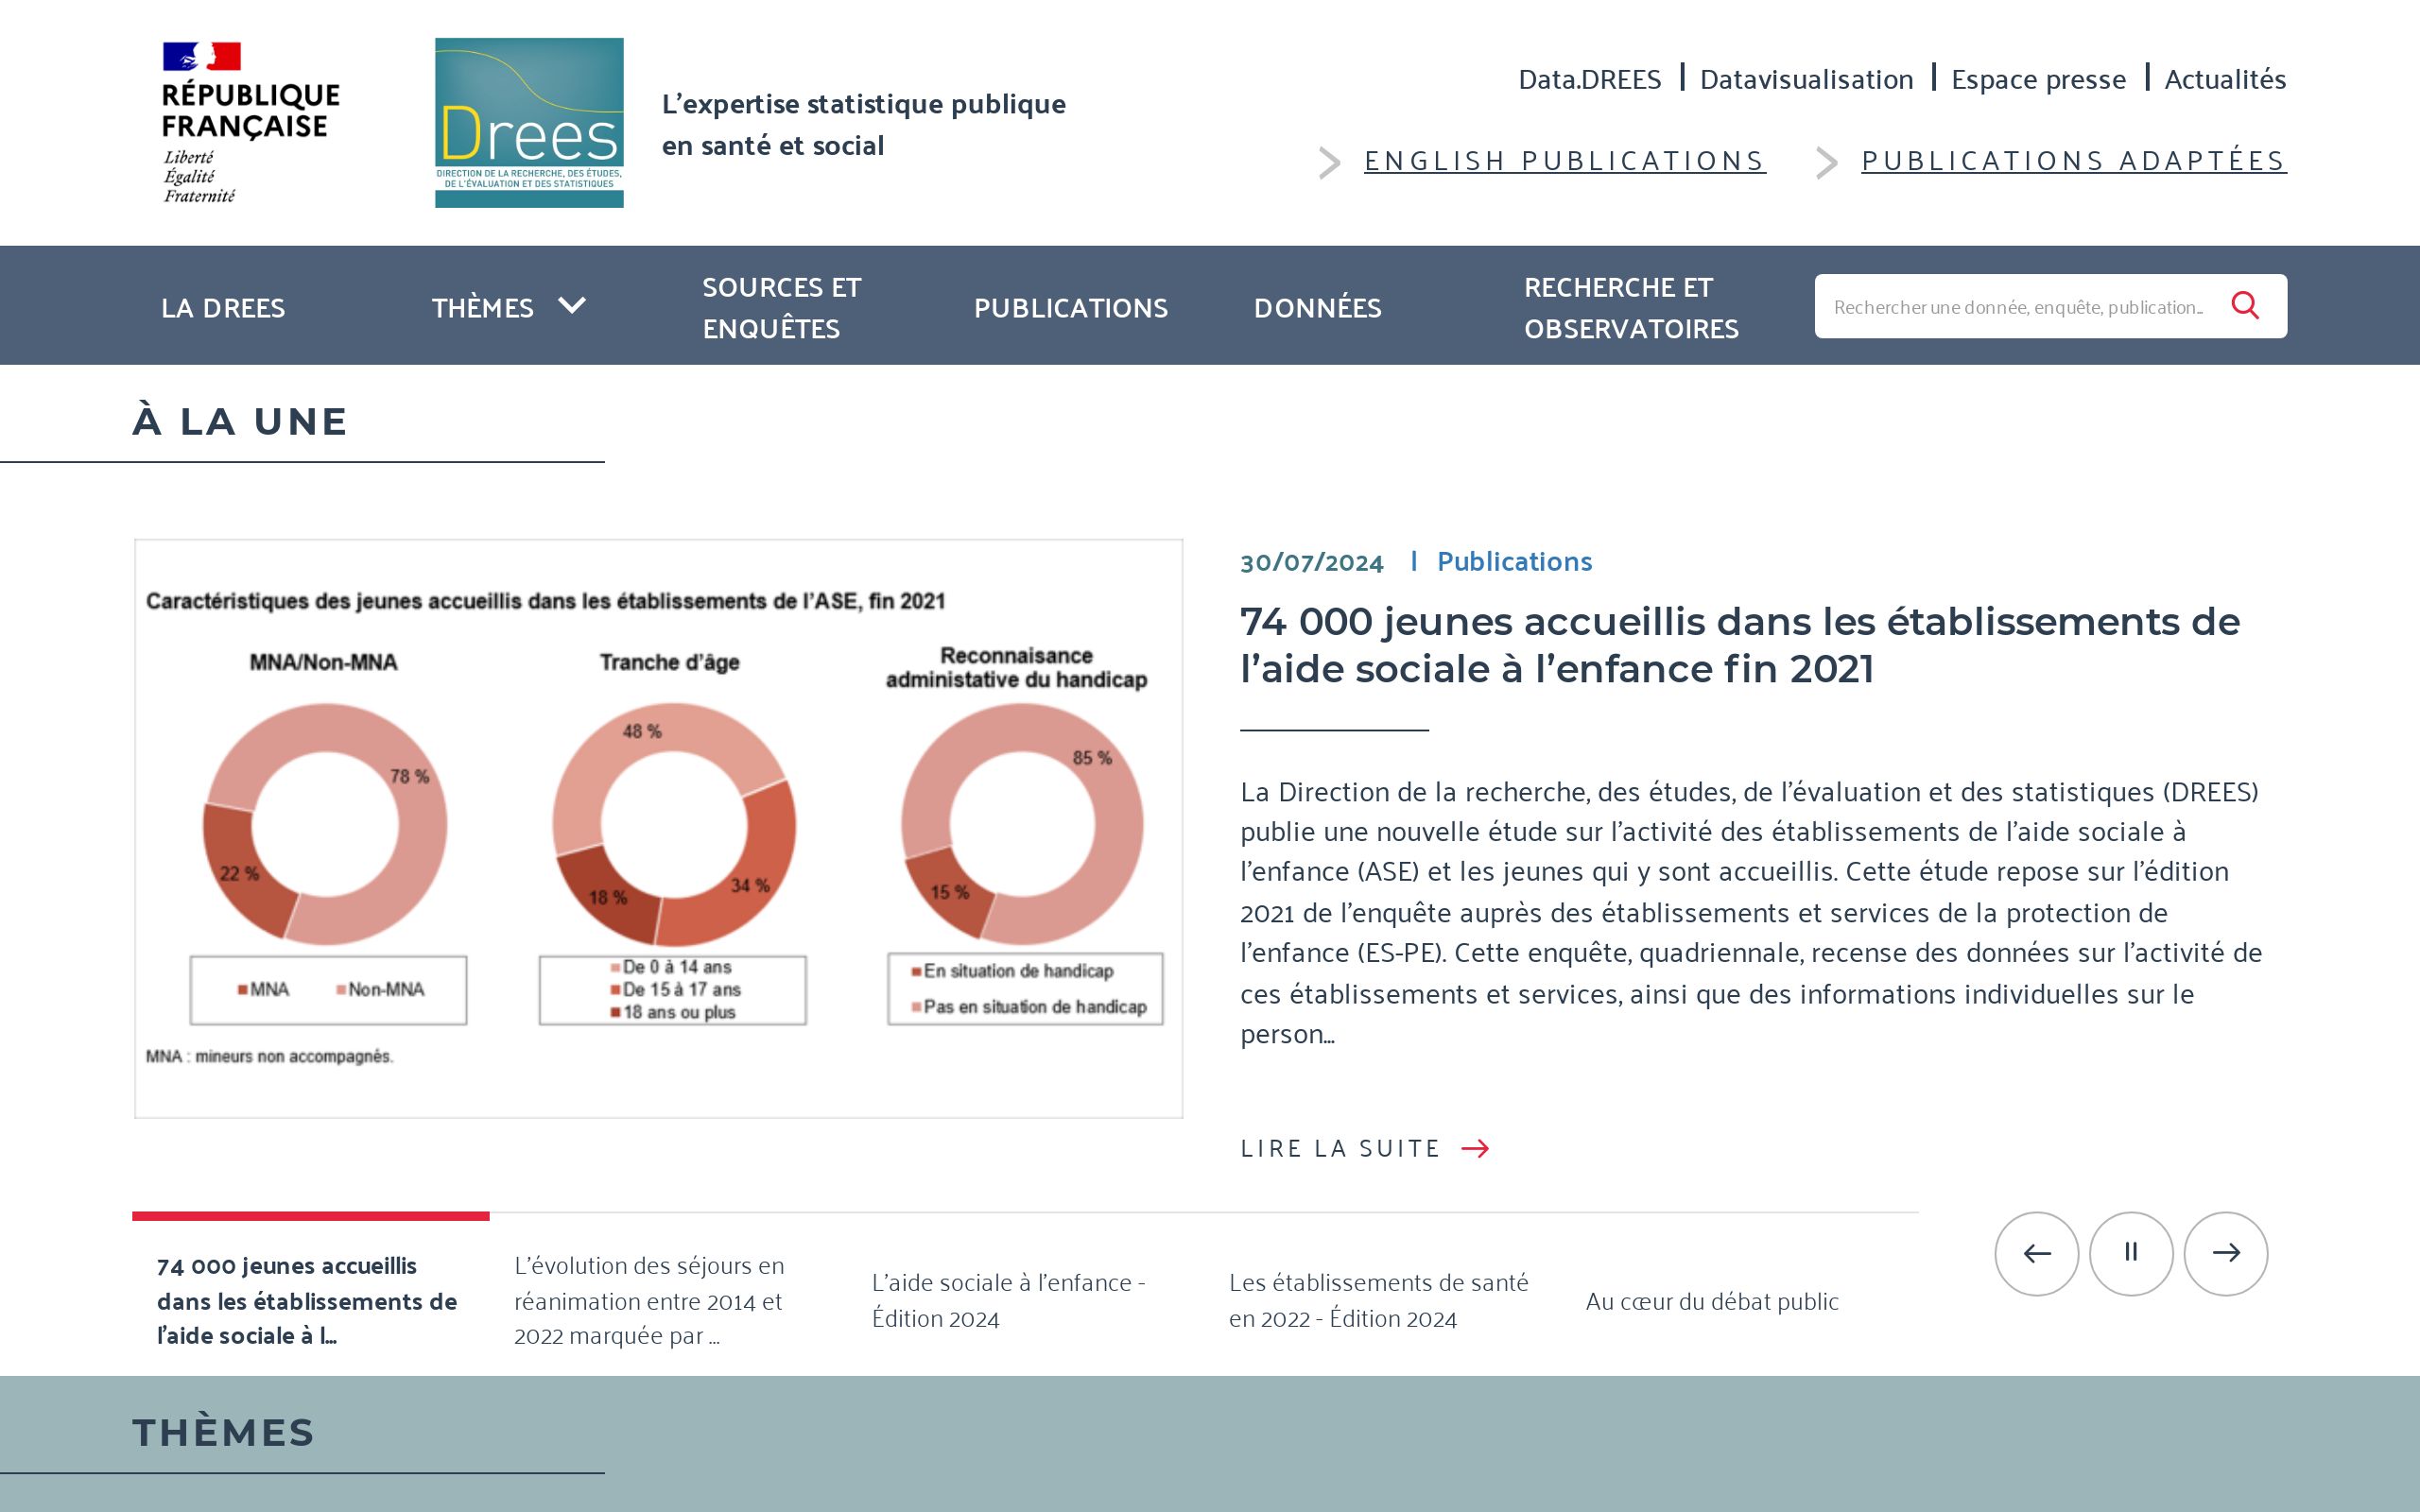 RÉPUBLIQUE
FRANÇAISE
Liberté
Égalité
Fraternité
Drees
DIRECTION DE LA RECHERCHE, DES ÉTUDES,
DE L'ÉVALUATION ET DES STATISTIQUES
L'expertise statistique publique
en santé et social
Data.DREES
Datavisualisation
Espace presse
Actualités
ENGLISH PUBLICATIONS
PUBLICATIONS ADAPTÉES
LA DREES
THÈMES
SOURCES ET
ENQUÊTES
PUBLICATIONS
DONNÉES
RECHERCHE ET
OBSERVATOIRES
Rechercher une donnée, enquête, publication...
À LA UNE
Caractéristiques des jeunes accueillis dans les établissements de l'ASE, fin 2021
MNA/Non-MNA
78 %
22 %
MNA
Non-MNA
Tranche d'âge
48 %
34 %
18 %
De 0 à 14 ans
De 15 à 17 ans
18 ans ou plus
Reconnaisance
administative du handicap
85 %
15 %
En situation de handicap
Pas en situation de handicap
MNA : mineurs non accompagnés.
30/07/2024 | Publications
74 000 jeunes accueillis dans les établissements de
l'aide sociale à l'enfance fin 2021
La Direction de la recherche, des études, de l'évaluation et des statistiques (DREES)
publie une nouvelle étude sur l'activité des établissements de l'aide sociale à
l'enfance (ASE) et les jeunes qui y sont accueillis. Cette étude repose sur l'édition
2021 de l'enquête auprès des établissements et services de la protection de
l'enfance (ES-PE). Cette enquête, quadriennale, recense des données sur l'activité de
ces établissements et services, ainsi que des informations individuelles sur le
person...
LIRE LA SUITE
74 000 jeunes accueillis
dans les établissements de
l'aide sociale à l...
L'évolution des séjours en
réanimation entre 2014 et
2022 marquée par ...
L'aide sociale à l'enfance -
Édition 2024
Les établissements de santé
en 2022 - Édition 2024
Au cœur du débat public
THÈMES